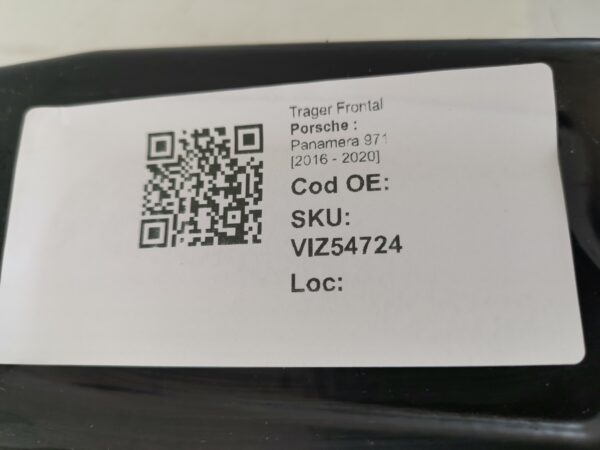 Trager Frontal
Porsche :
Panamera 971
[2016 - 2020]
Cod OE:
SKU:
VIZ54724
Loc: